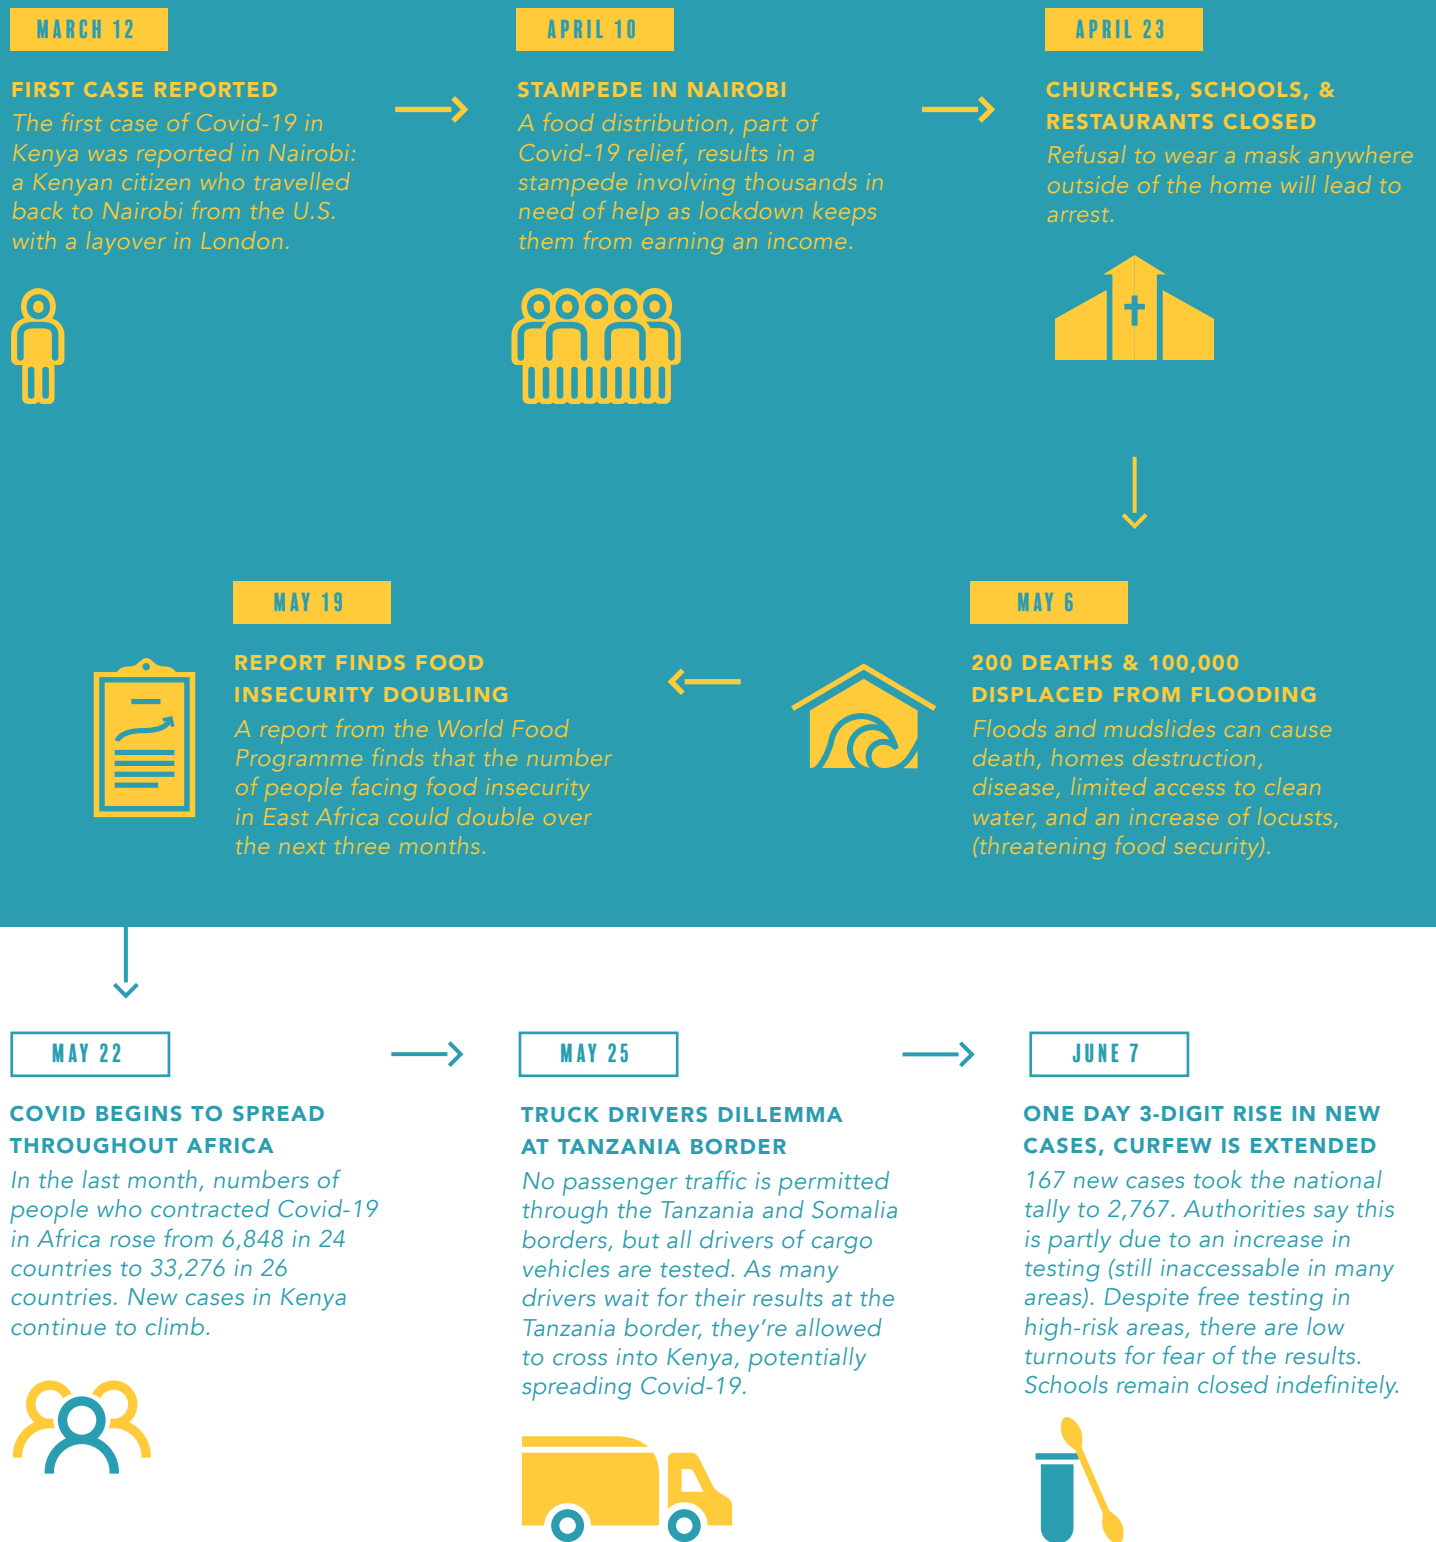 MARCH 12
FIRST CASE REPORTED
The first case of Covid-19 in
Kenya was reported in Nairobi:
a Kenyan citizen who travelled
back to Nairobi from the U.S.
with a layover in London.
APRIL 10
STAMPEDE IN NAIROBI
A food distribution, part of
Covid-19 relief, results in a
stampede involving thousands in
need of help as lockdown keeps
them from earning an income.
APRIL 23
CHURCHES, SCHOOLS, &
RESTAURANTS CLOSED
Refusal to wear a mask anywhere
outside of the home will lead to
arrest.
MAY 6
200 DEATHS & 100,000
DISPLACED FROM FLOODING
Floods and mudslides can cause
death, homes destruction,
disease, limited access to clean
water, and an increase of locusts,
(threatening food security).
MAY 19
REPORT FINDS FOOD
INSECURITY DOUBLING
A report from the World Food
Programme finds that the number
of people facing food insecurity
in East Africa could double over
the next three months.
MAY 22
COVID BEGINS TO SPREAD
THROUGHOUT AFRICA
In the last month, numbers of
people who contracted Covid-19
in Africa rose from 6,848 in 24
countries to 33,276 in 26
countries. New cases in Kenya
continue to climb.
MAY 25
TRUCK DRIVERS DILLEMMA
AT TANZANIA BORDER
No passenger traffic is permitted
through the Tanzania and Somalia
borders, but all drivers of cargo
vehicles are tested. As many
drivers wait for their results at the
Tanzania border, they're allowed
to cross into Kenya, potentially
spreading Covid-19.
JUNE 7
ONE DAY 3-DIGIT RISE IN NEW
CASES, CURFEW IS EXTENDED
167 new cases took the national
tally to 2,767. Authorities say this
is partly due to an increase in
testing (still inaccessable in many
areas). Despite free testing in
high-risk areas, there are low
turnouts for fear of the results.
Schools remain closed indefinitely.